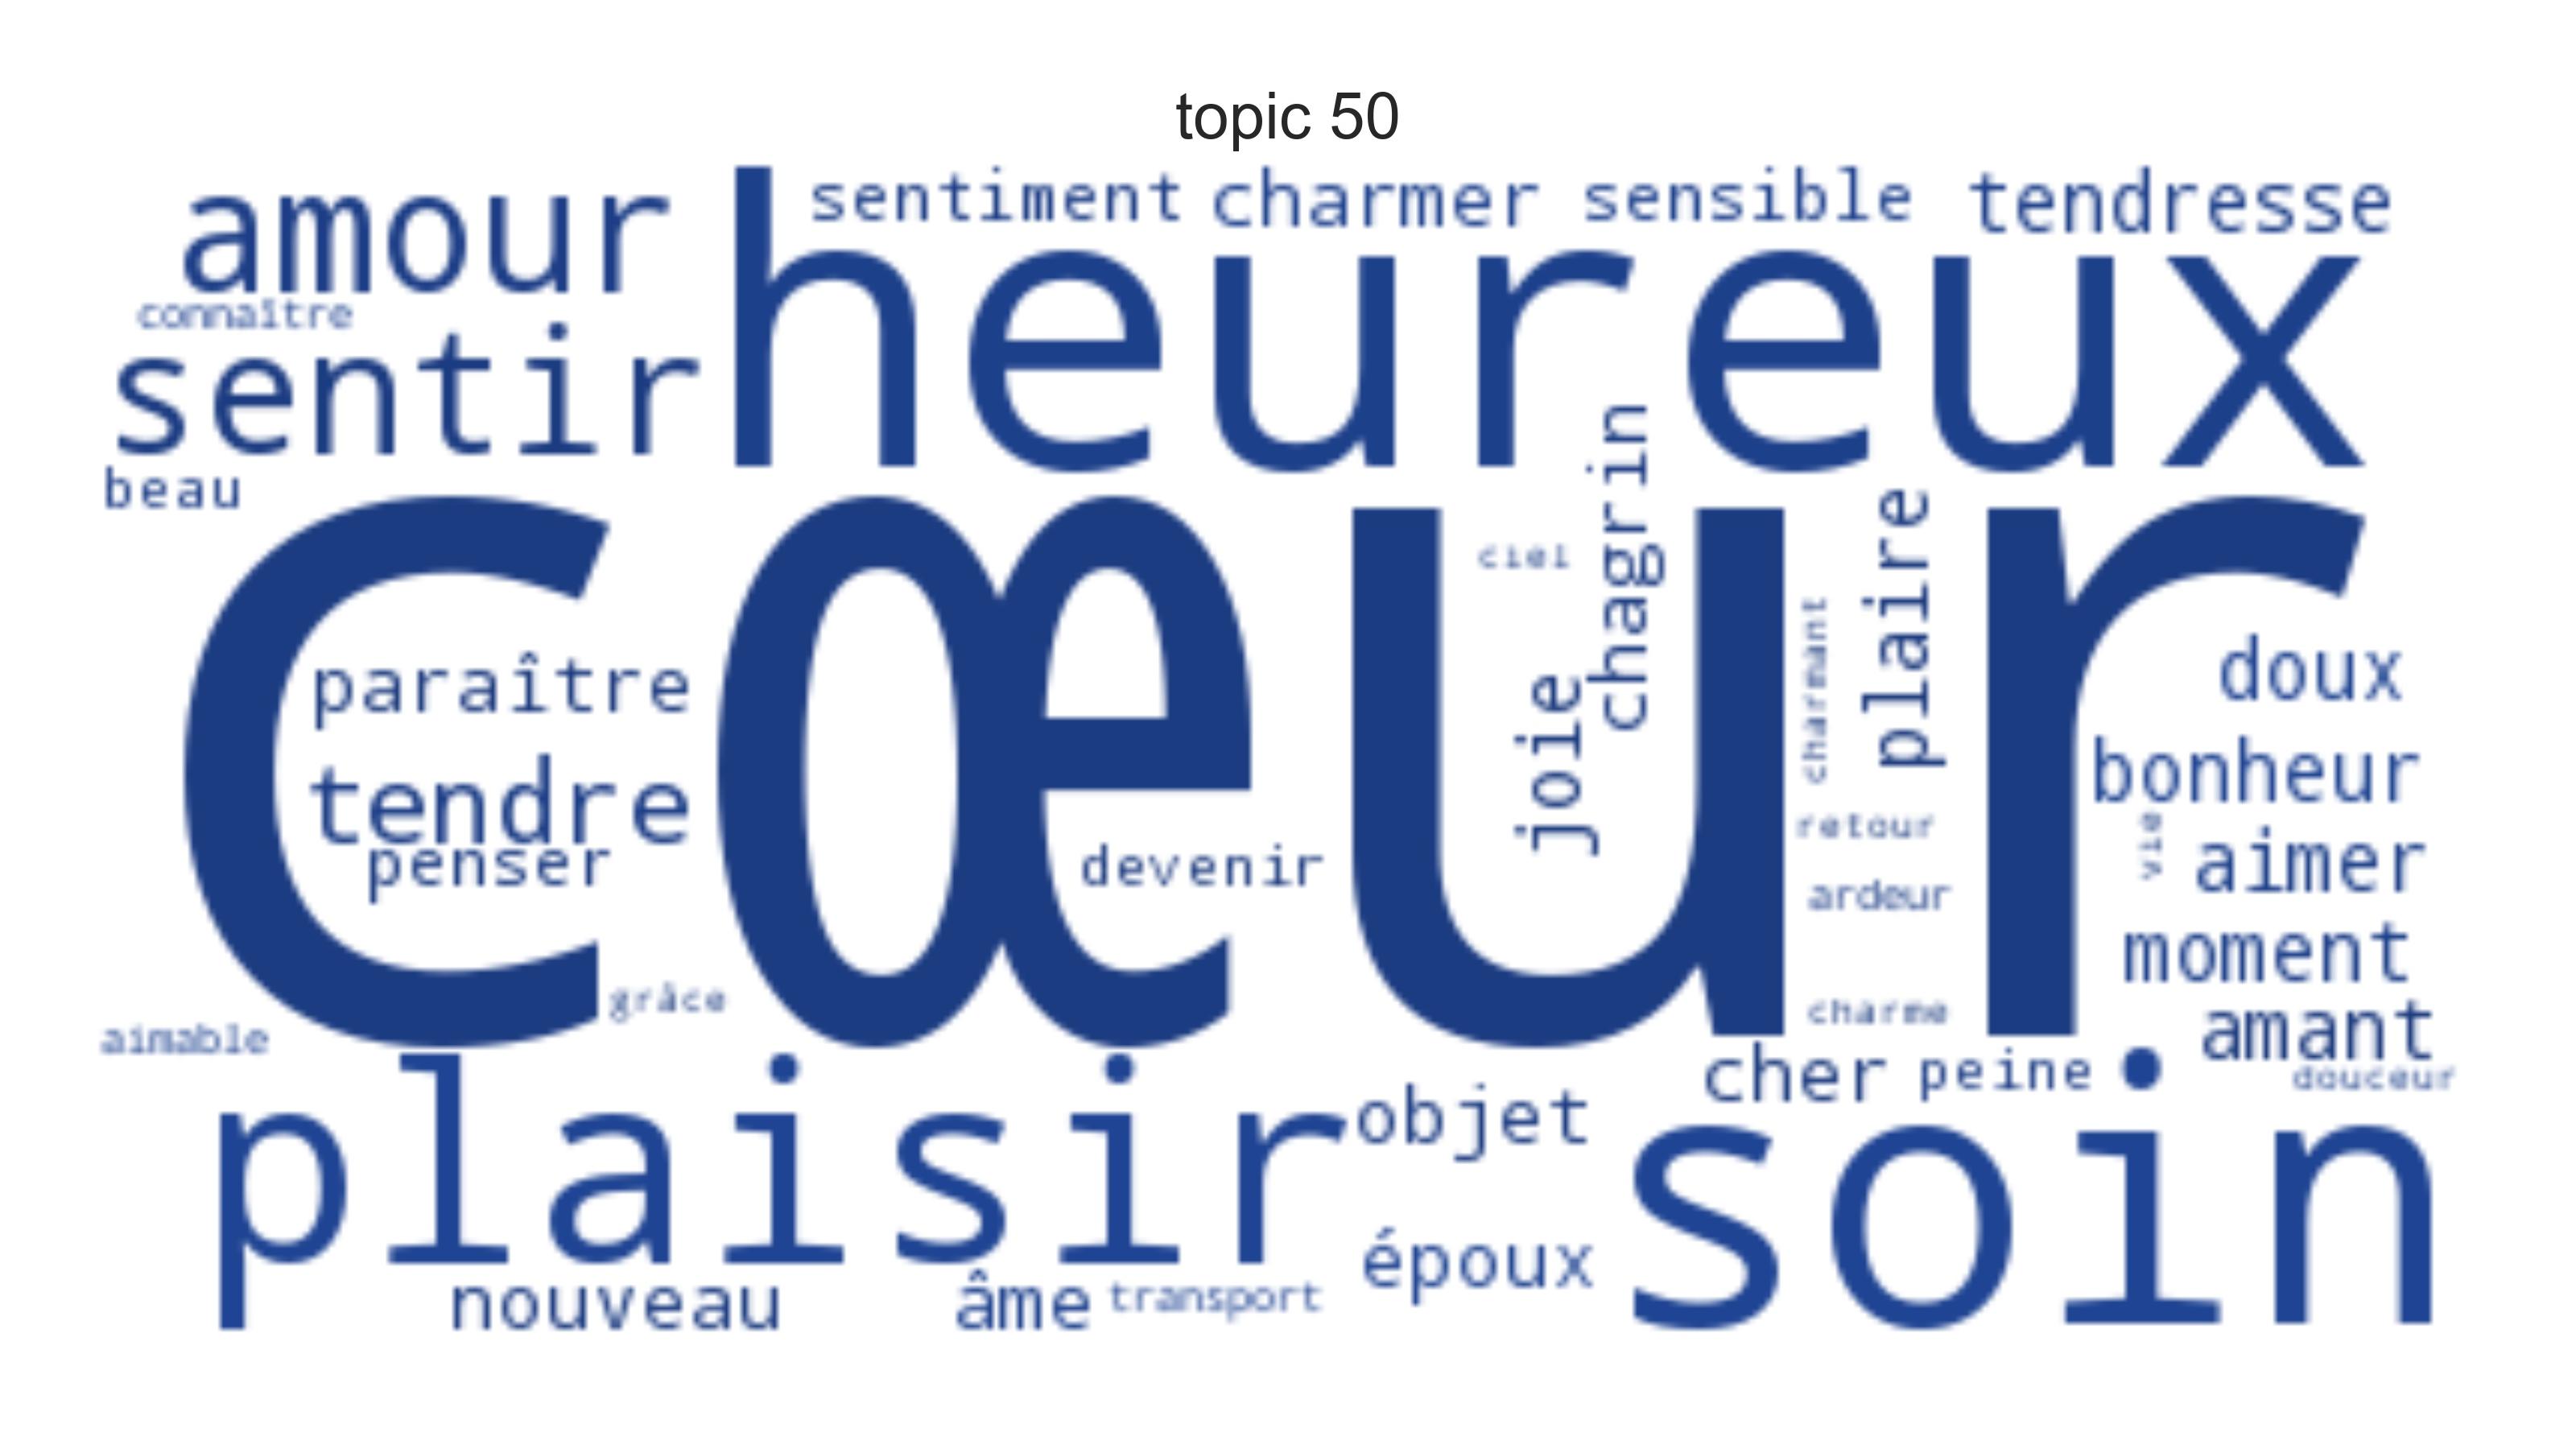 topic 50
amour
sentiment
charmer
sensible
tendresse
connaître
heureux
sentir
beau
cœur
chagrin
plaire
ciel
charmant
joie
paraître
doux
tendre
bonheur
penser
devenir
retour
vie
aimer
ardeur
moment
grâce
charme
amant
aimable
cher
peine
douceur
plaisir
objet
soin
époux
nouveau
âme
transport